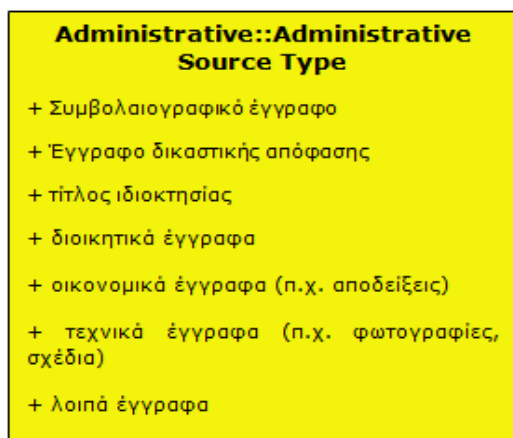 Administrative::Administrative
Source Type
+ Συμβολαιογραφικό έγγραφο
+ Έγγραφο δικαστικής απόφασης
+ τίτλος ιδιοκτησίας
+ διοικητικά έγγραφα
+ οικονομικά έγγραφα (π.χ. αποδείξεις)
+ τεχνικά έγγραφα (π.χ. φωτογραφίες,
σχέδια)
+ λοιπά έγγραφα